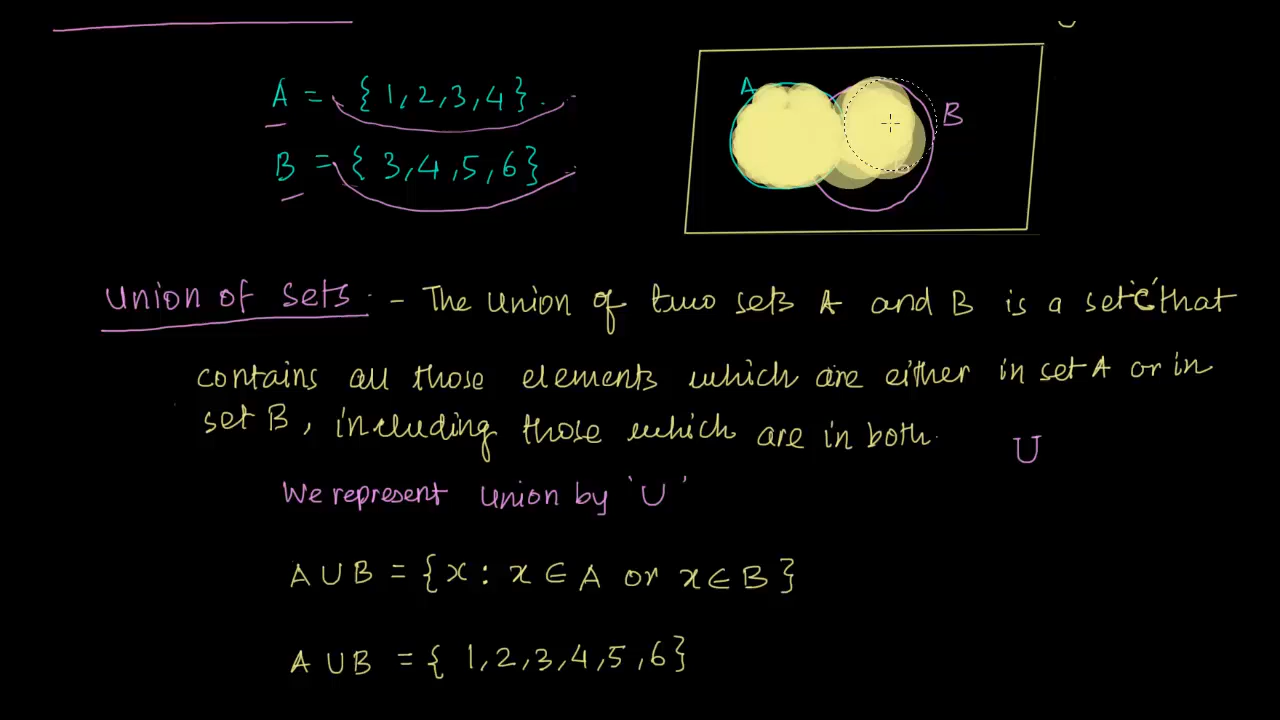 A = { 1, 2, 3, 4 }.
B = { 3, 4, 5, 6 }
A
B
Union of sets. - The union of two sets A and B is a set 'C' that
contains all those elements which are either in set A or in
set B, including those which are in both.
U
We represent union by 'U'
A U B = { x : x ∈ A or x ∈ B }
A U B = { 1, 2, 3, 4, 5, 6 }